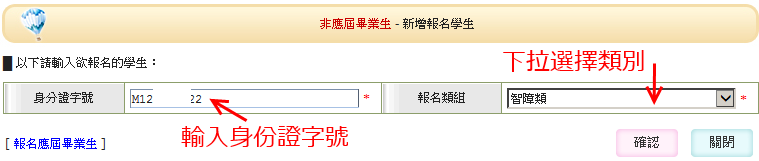 非應屆畢業生 - 新增報名學生
以下請輸入欲報名的學生：
下拉選擇類別
身分證字號 M12 22 * 報名類組 智障類 *
輸入身份證字號
[ 報名應屆畢業生 ] 確認 關閉